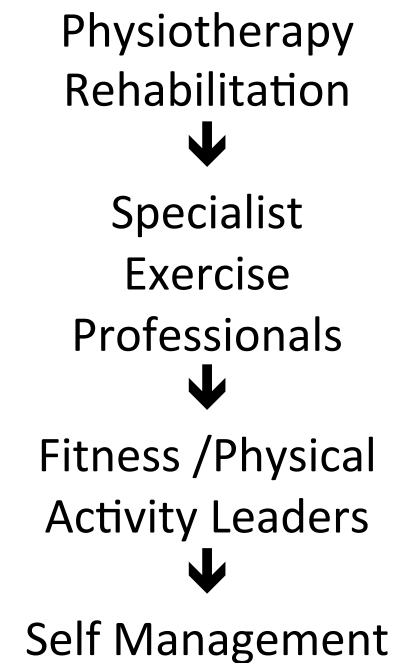 Physiotherapy
Rehabilitation
Specialist
Exercise
Professionals
Fitness /Physical
Activity Leaders
Self Management